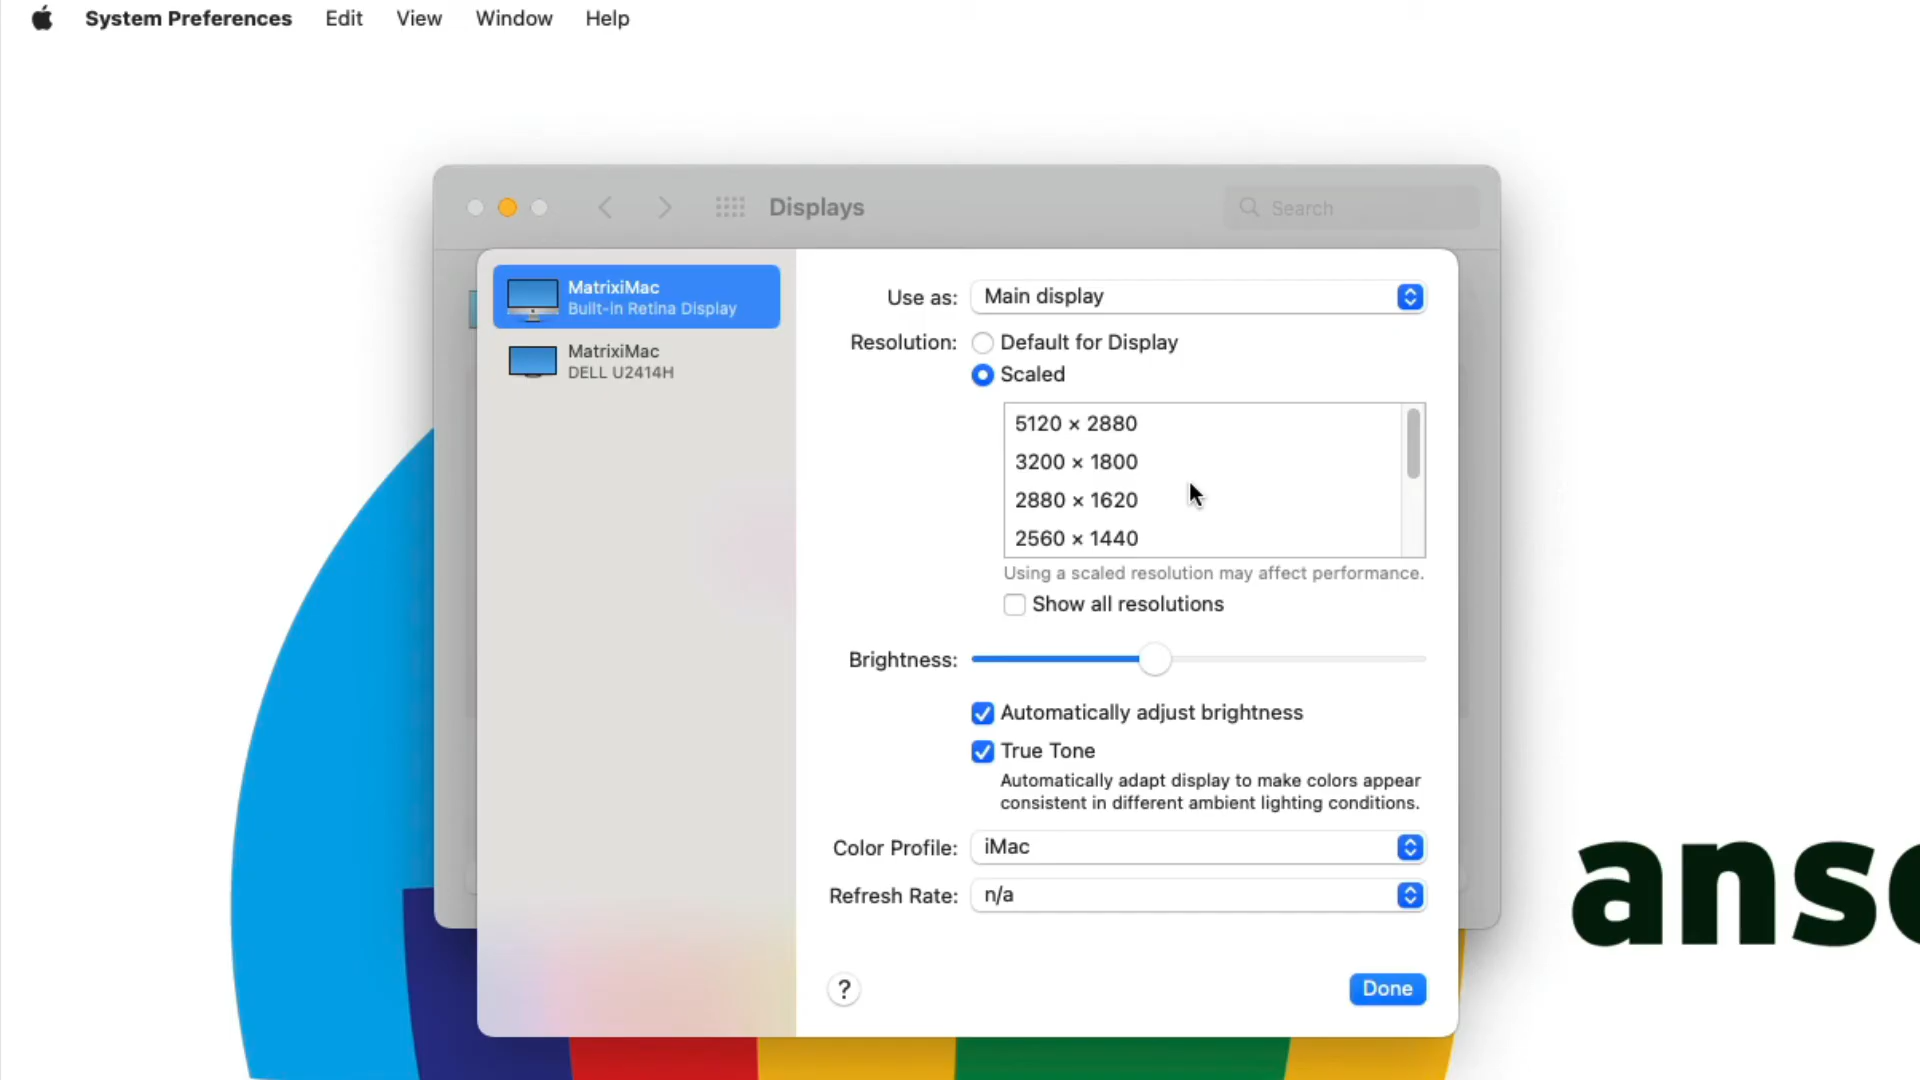 System Preferences Edit View Window Help
Displays
Search
MatrixiMac
Built-in Retina Display
MatrixiMac
DELL U2414H
Use as: Main display
Resolution: Default for Display
Scaled
5120 × 2880
3200 × 1800
2880 × 1620
2560 × 1440
Using a scaled resolution may affect performance.
Show all resolutions
Brightness:
Automatically adjust brightness
True Tone
Automatically adapt display to make colors appear
consistent in different ambient lighting conditions.
Color Profile: iMac
Refresh Rate: n/a
?
Done